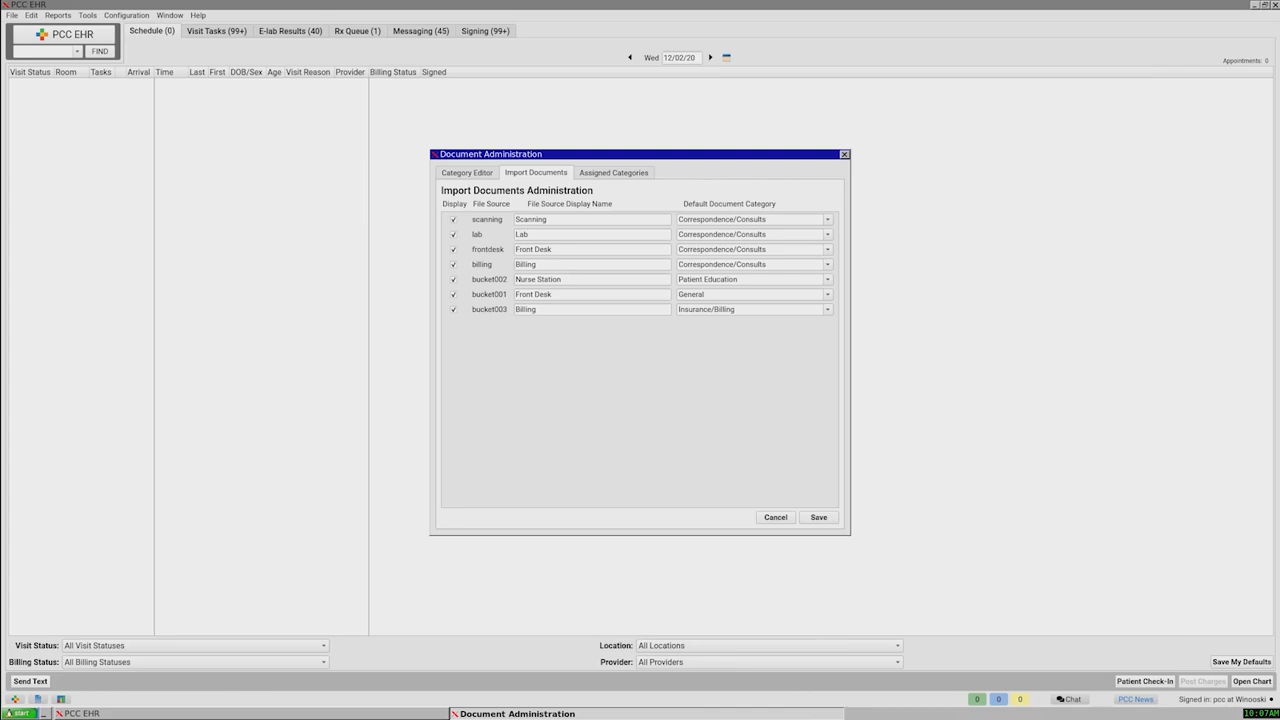 PCC EHR
File Edit Reports Tools Configuration Window Help
PCC EHR
FIND
Schedule (0) Visit Tasks (99+) E-lab Results (40) Rx Queue (1) Messaging (45) Signing (99+)
Wed 12/02/20
Appointments: 0
Visit Status Room Tasks Arrival Time Last First DOB/Sex Age Visit Reason Provider Billing Status Signed
Document Administration
Category Editor Import Documents Assigned Categories
Import Documents Administration
Display File Source File Source Display Name Default Document Category
scanning Scanning Correspondence/Consults
lab Lab Correspondence/Consults
frontdesk Front Desk Correspondence/Consults
billing Billing Correspondence/Consults
bucket002 Nurse Station Patient Education
bucket001 Front Desk General
bucket003 Billing Insurance/Billing
Cancel Save
Visit Status: All Visit Statuses Location: All Locations
Billing Status: All Billing Statuses Provider: All Providers Save My Defaults
Send Text Patient Check-In Post Charges Open Chart
0 0 0 Chat PCC News Signed in: pcc at Winooski
start PCC EHR Document Administration 10:07AM